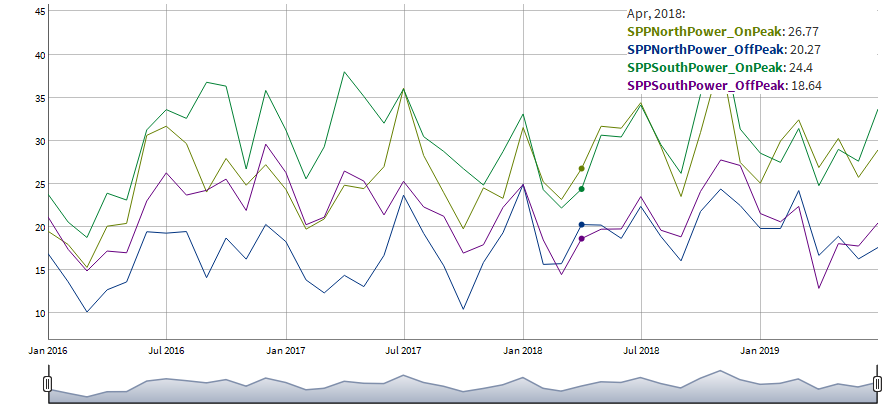 45
40
35
30
25
20
15
10
Apr, 2018:
SPPNorthPower_OnPeak: 26.77
SPPNorthPower_OffPeak: 20.27
SPPSouthPower_OnPeak: 24.4
SPPSouthPower_OffPeak: 18.64
Jan 2016 Jul 2016 Jan 2017 Jul 2017 Jan 2018 Jul 2018 Jan 2019